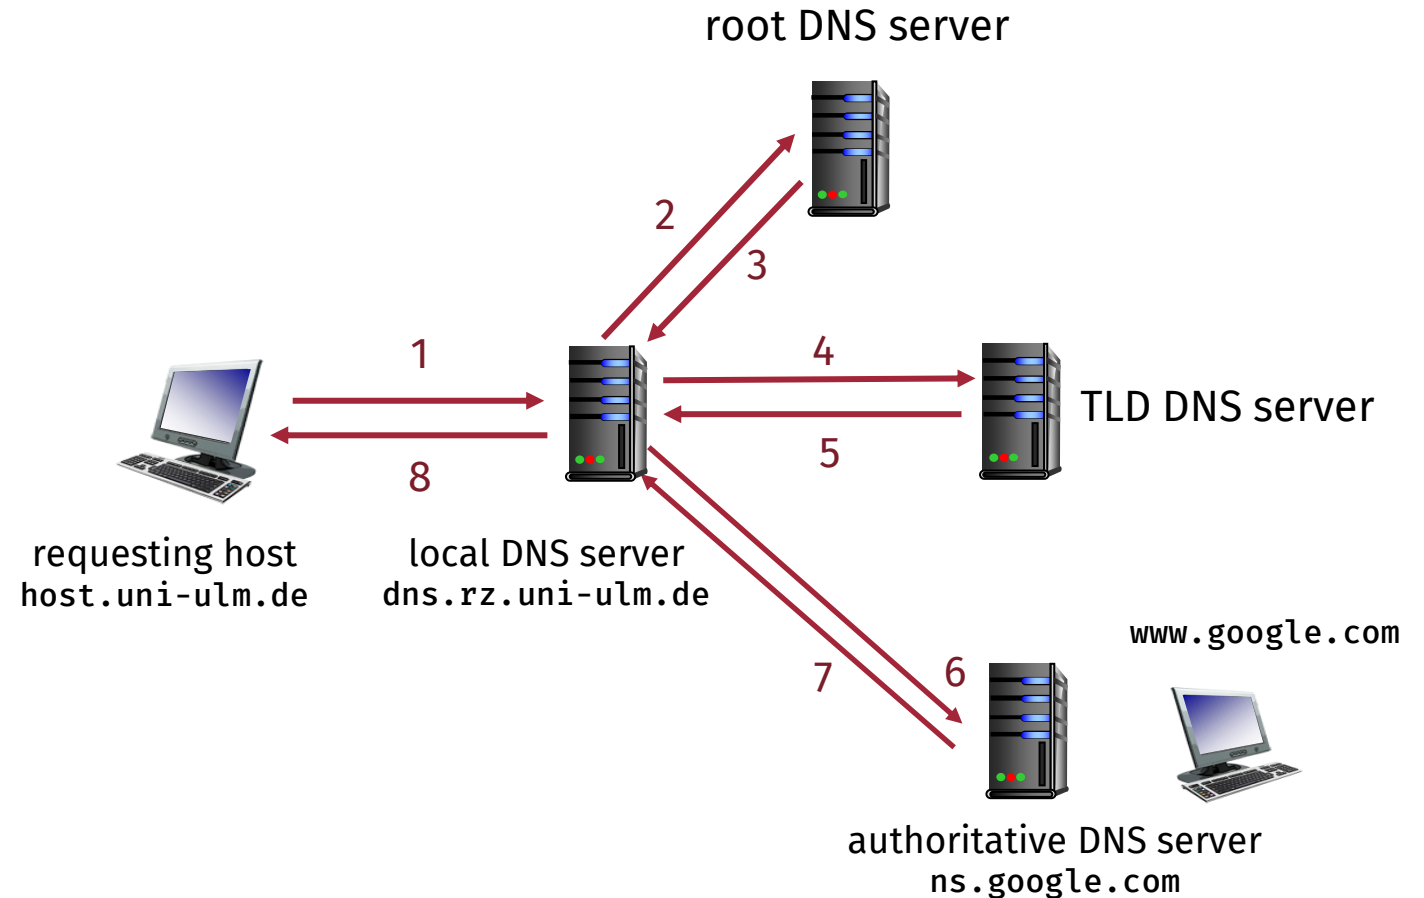 root DNS server
2
3
1
4
TLD DNS server
5
8
requesting host
host.uni-ulm.de
local DNS server
dns.rz.uni-ulm.de
www.google.com
7
6
authoritative DNS server
ns.google.com